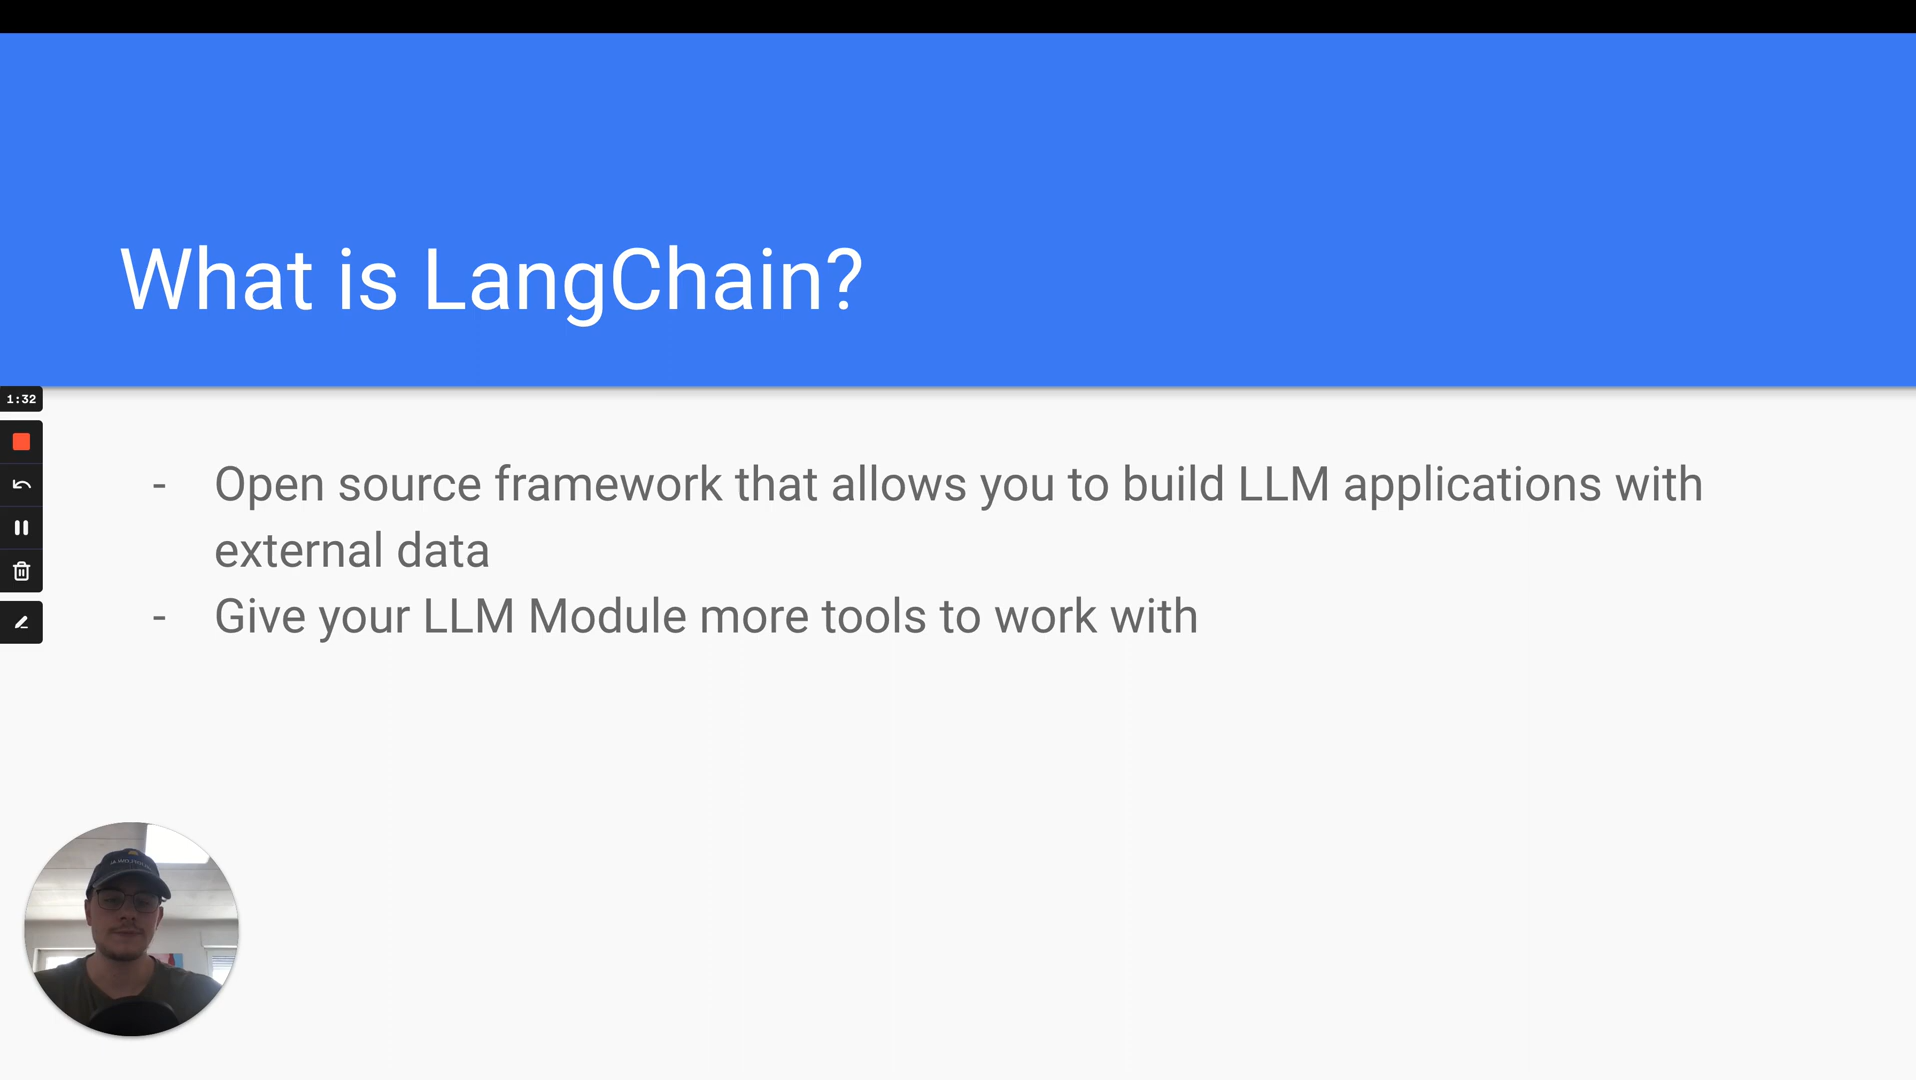 What is LangChain?
1:32
- Open source framework that allows you to build LLM applications with
external data
- Give your LLM Module more tools to work with